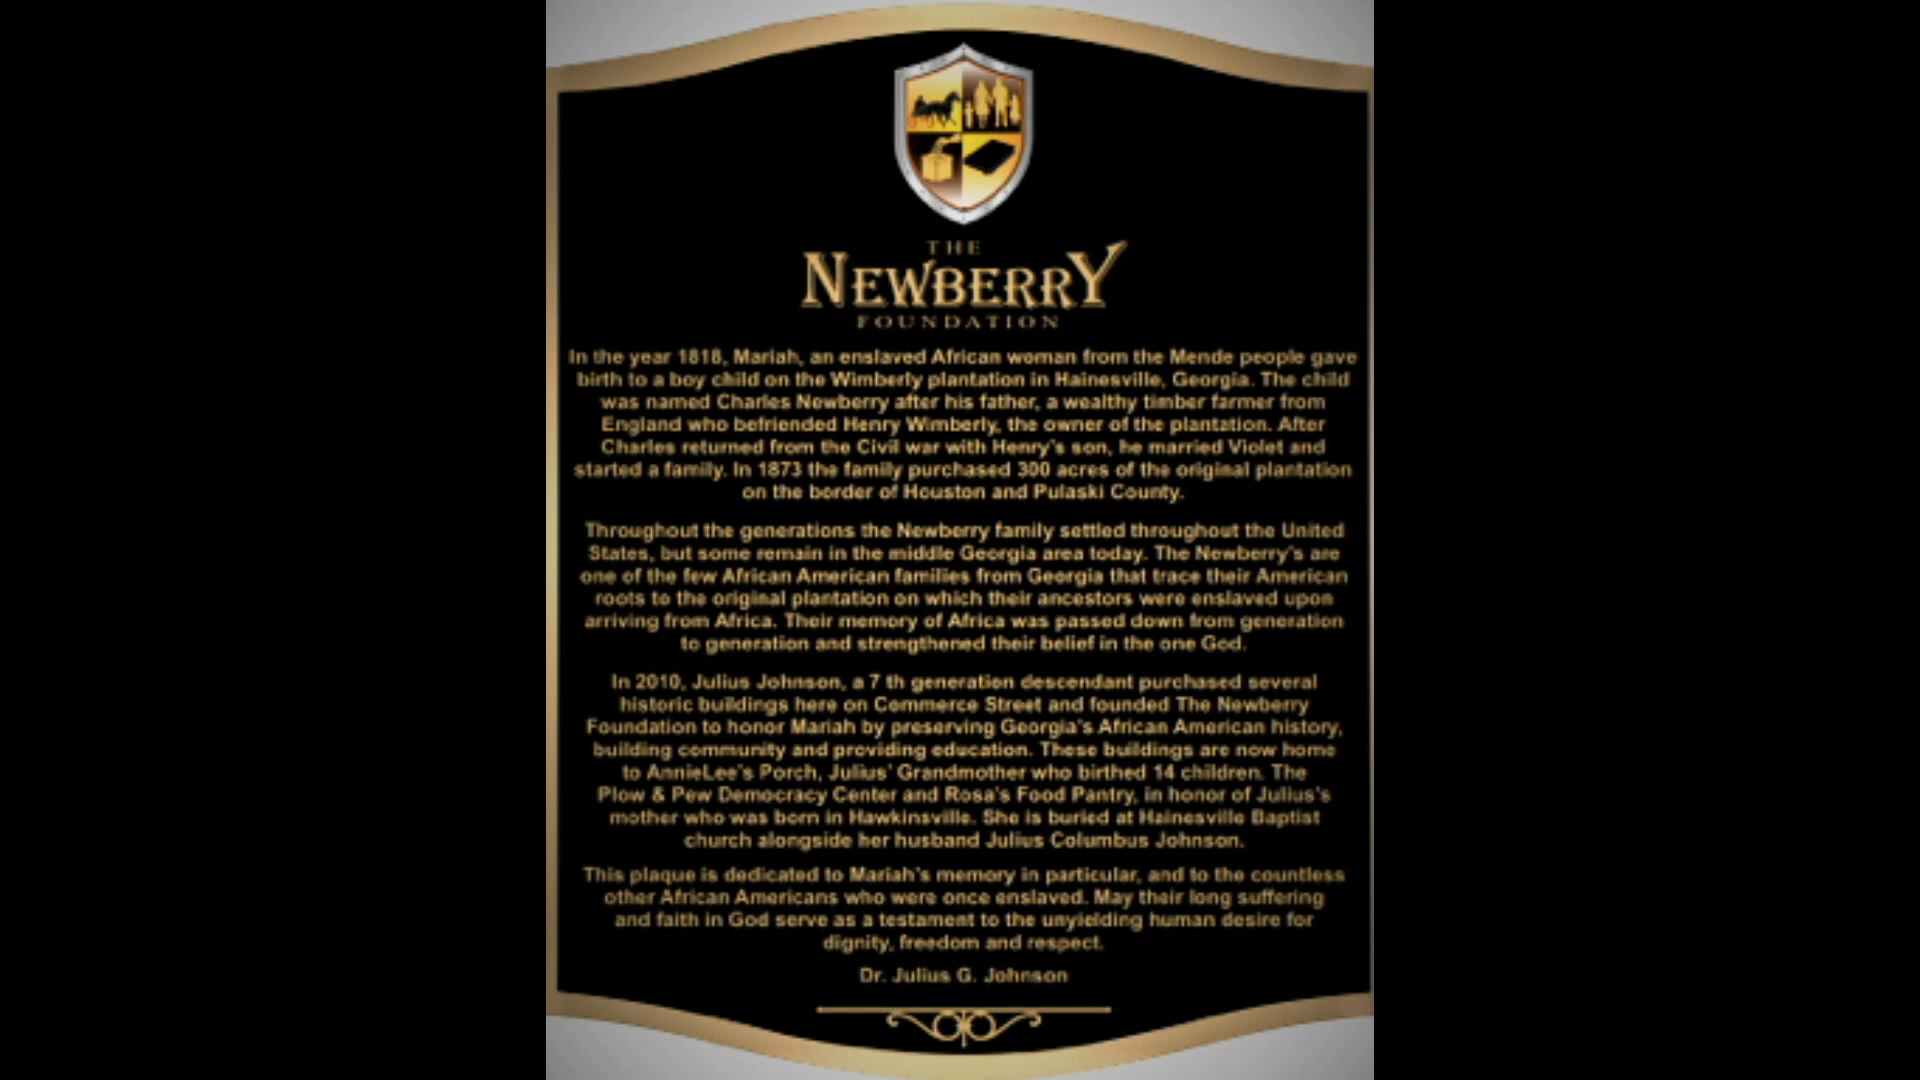 THE
NEWBERRY
FOUNDATION
In the year 1818, Mariah, an enslaved African woman from the Mende people gave
birth to a boy child on the Wimberly plantation in Hainesville, Georgia. The child
was named Charles Newberry after his father, a wealthy timber farmer from
England who befriended Henry Wimberly, the owner of the plantation. After
Charles returned from the Civil war with Henry's son, he married Violet and
started a family. In 1873 the family purchased 300 acres of the original plantation
on the border of Houston and Pulaski County.
Throughout the generations the Newberry family settled throughout the United
States, but some remain in the middle Georgia area today. The Newberry's are
one of the few African American families from Georgia that trace their American
roots to the original plantation on which their ancestors were enslaved upon
arriving from Africa. Their memory of Africa was passed down from generation
to generation and strengthened their belief in the one God.
In 2010, Julius Johnson, a 7 th generation descendant purchased several
historic buildings here on Commerce Street and founded The Newberry
Foundation to honor Mariah by preserving Georgia's African American history,
building community and providing education. These buildings are now home
to AnnieLee's Porch, Julius' Grandmother who birthed 14 children. The
Plow & Pew Democracy Center and Rosa's Food Pantry, in honor of Julius's
mother who was born in Hawkinsville. She is buried at Hainesville Baptist
church alongside her husband Julius Columbus Johnson.
This plaque is dedicated to Mariah's memory in particular, and to the countless
other African Americans who were once enslaved. May their long suffering
and faith in God serve as a testament to the unyielding human desire for
dignity, freedom and respect.
Dr. Julius G. Johnson